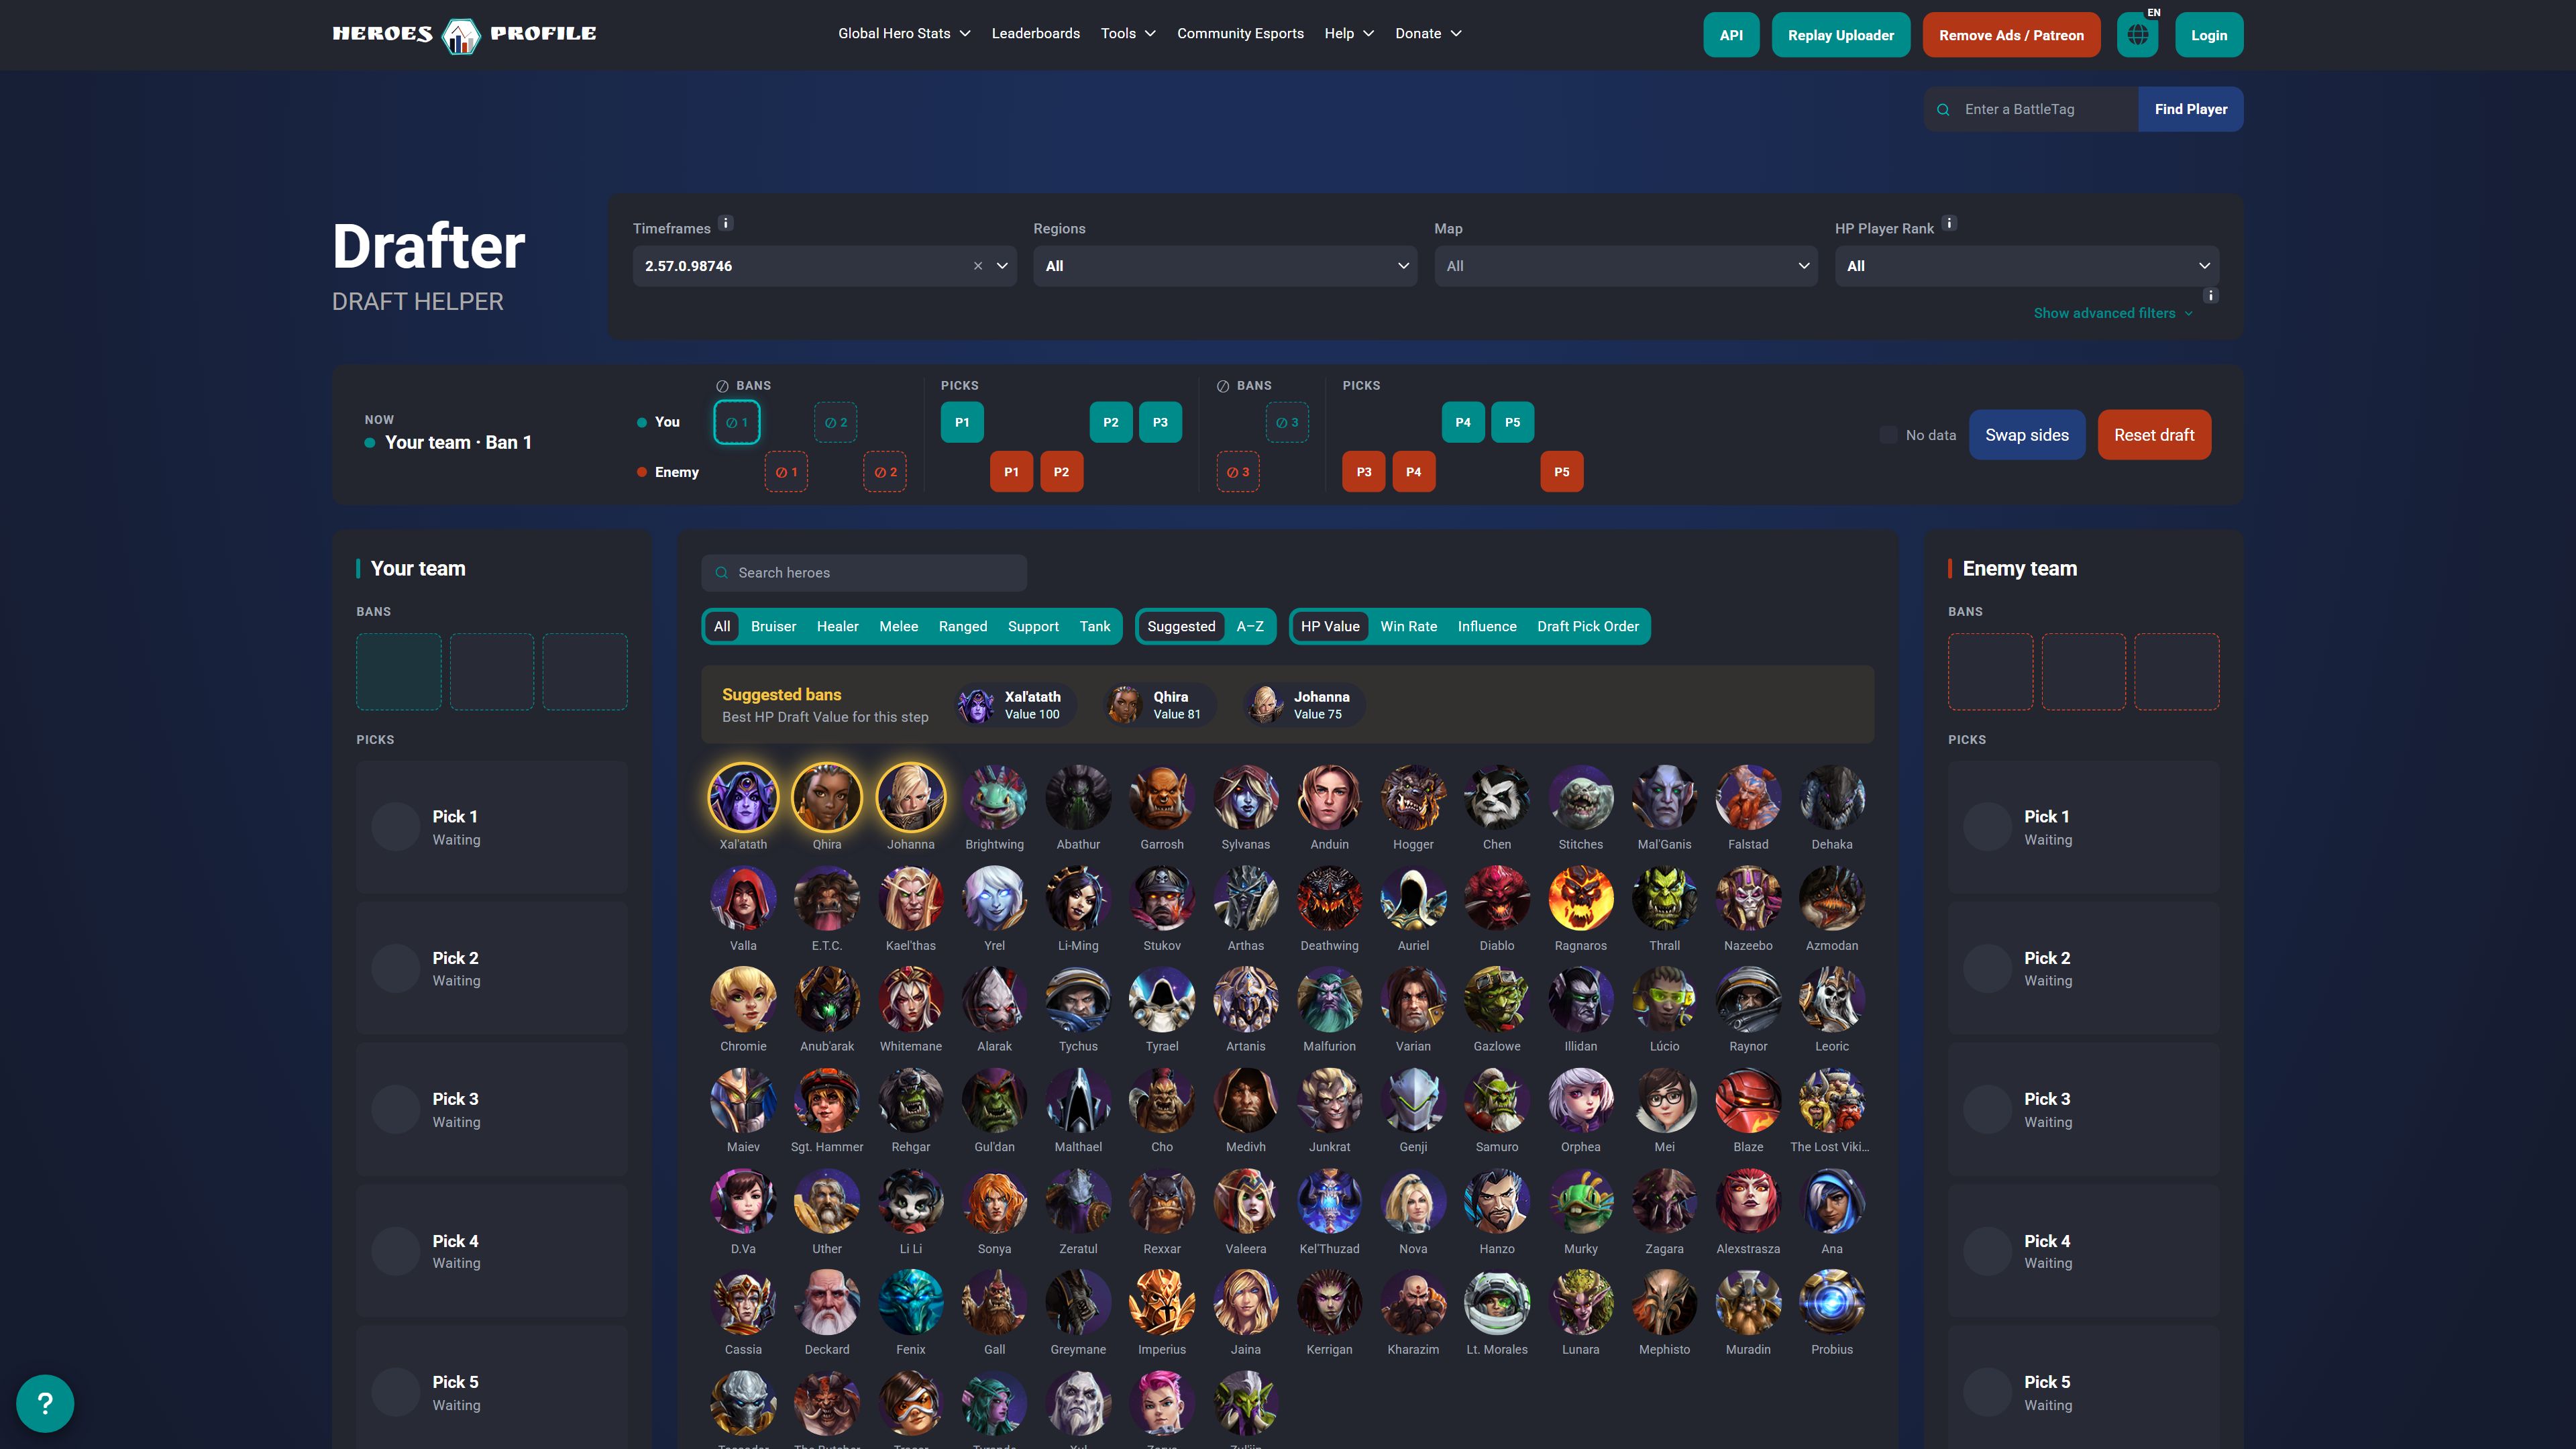 HEROES PROFILE
Global Hero Stats Leaderboards Tools Community Esports Help Donate
API Replay Uploader Remove Ads / Patreon EN Login
Enter a BattleTag Find Player
Drafter
DRAFT HELPER
Timeframes i Regions Map HP Player Rank i
2.57.0.98746 × All All All
i
Show advanced filters
BANS PICKS BANS PICKS
NOW
Your team · Ban 1
You 1 2 P1 P2 P3 3 P4 P5
Enemy 1 2 P1 P2 3 P3 P4 P5
No data Swap sides Reset draft
Your team
BANS
PICKS
Pick 1
Waiting
Pick 2
Waiting
Pick 3
Waiting
Pick 4
Waiting
Pick 5
Waiting
Search heroes
All Bruiser Healer Melee Ranged Support Tank Suggested A–Z HP Value Win Rate Influence Draft Pick Order
Suggested bans
Best HP Draft Value for this step
Xal'atath
Value 100
Qhira
Value 81
Johanna
Value 75
Xal'atath Qhira Johanna Brightwing Abathur Garrosh Sylvanas Anduin Hogger Chen Stitches Mal'Ganis Falstad Dehaka
Valla E.T.C. Kael'thas Yrel Li-Ming Stukov Arthas Deathwing Auriel Diablo Ragnaros Thrall Nazeebo Azmodan
Chromie Anub'arak Whitemane Alarak Tychus Tyrael Artanis Malfurion Varian Gazlowe Illidan Lúcio Raynor Leoric
Maiev Sgt. Hammer Rehgar Gul'dan Malthael Cho Medivh Junkrat Genji Samuro Orphea Mei Blaze The Lost Viki...
D.Va Uther Li Li Sonya Zeratul Rexxar Valeera Kel'Thuzad Nova Hanzo Murky Zagara Alexstrasza Ana
Cassia Deckard Fenix Gall Greymane Imperius Jaina Kerrigan Kharazim Lt. Morales Lunara Mephisto Muradin Probius
Enemy team
BANS
PICKS
Pick 1
Waiting
Pick 2
Waiting
Pick 3
Waiting
Pick 4
Waiting
Pick 5
Waiting
?